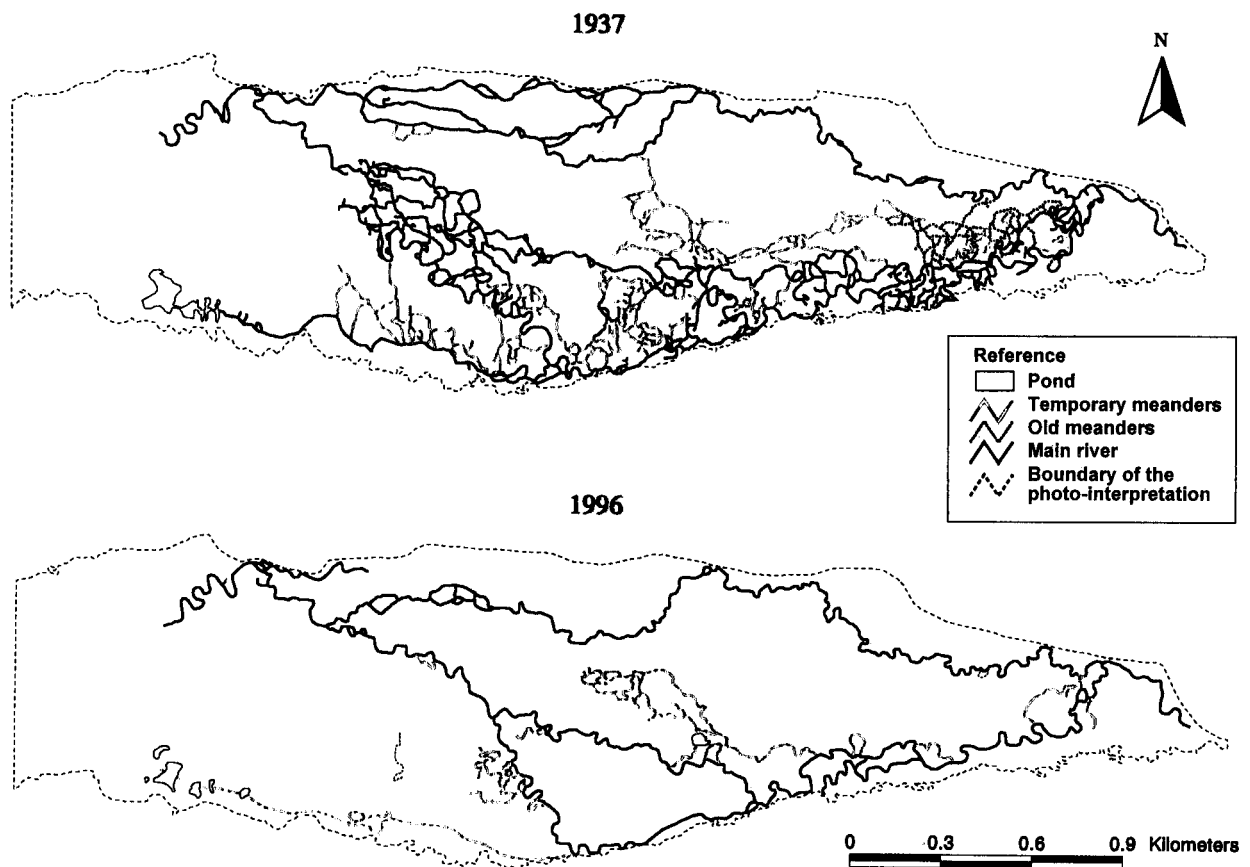 1937
N
Reference
Pond
Temporary meanders
Old meanders
Main river
Boundary of the
photo-interpretation
1996
0 0.3 0.6 0.9 Kilometers